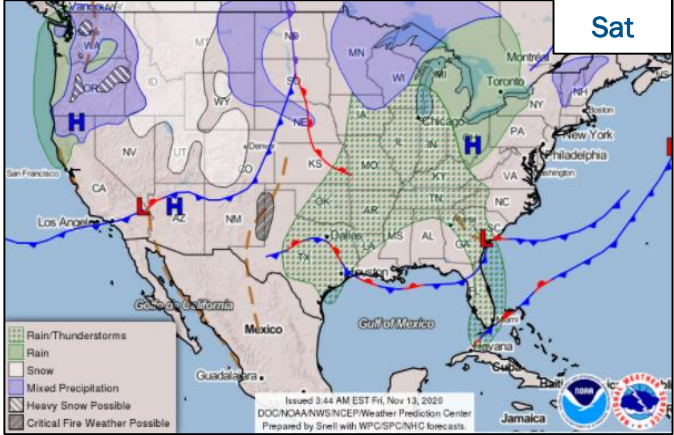 Sat
Vancouver
WA
MT
ND
MN
Montréal
OR
ID
SD
WI
MI
Toronto
WY
NY
NH
Boston
H
NE
IA
Chicago
H
PA
New York
Philadelphia
NV
UT
Denver
CO
KS
MO
IL
IN
KY
VA
Washington
San Francisco
CA
L
H
AZ
NM
OK
AR
TN
NC
Los Angeles
Dallas
MS
AL
GA
SC
L
TX
LA
Houston
Golfo de California
Gulf of Mexico
Miami
Mexico
Havana
Cuba
Guadalajara
Jamaica
Rain/Thunderstorms
Rain
Snow
Mixed Precipitation
Heavy Snow Possible
Critical Fire Weather Possible
Issued 3:44 AM EST Fri, Nov 13, 2020
DOC/NOAA/NWS/NCEP/Weather Prediction Center
Prepared by Snell with WPC/SPC/NHC forecasts.
NOAA